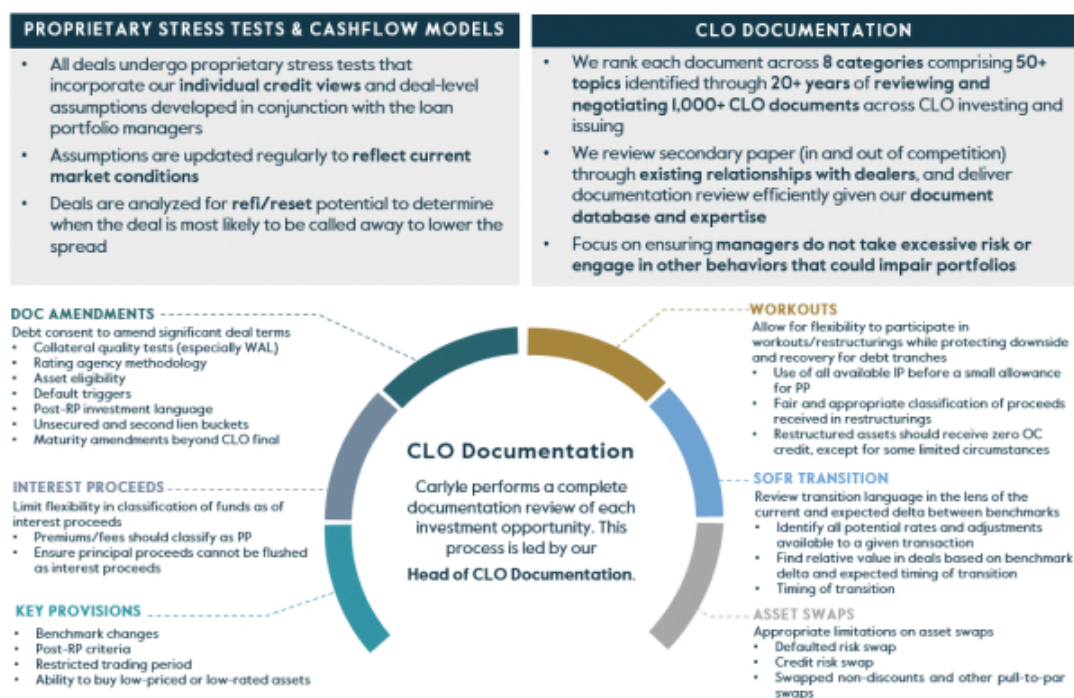 PROPRIETARY STRESS TESTS & CASHFLOW MODELS
• All deals undergo proprietary stress tests that
incorporate our individual credit views and deal-level
assumptions developed in conjunction with the loan
portfolio managers
• Assumptions are updated regularly to reflect current
market conditions
• Deals are analyzed for refi/reset potential to determine
when the deal is most likely to be called away to lower the
spread
CLO DOCUMENTATION
• We rank each document across 8 categories comprising 50+
topics identified through 20+ years of reviewing and
negotiating 1,000+ CLO documents across CLO investing and
issuing
• We review secondary paper (in and out of competition)
through existing relationships with dealers, and deliver
documentation review efficiently given our document
database and expertise
• Focus on ensuring managers do not take excessive risk or
engage in other behaviors that could impair portfolios
DOC AMENDMENTS
Debt consent to amend significant deal terms
• Collateral quality tests (especially WAL)
• Rating agency methodology
• Asset eligibility
• Default triggers
• Post-RP investment language
• Unsecured and second lien buckets
• Maturity amendments beyond CLO final
INTEREST PROCEEDS
Limit flexibility in classification of funds as of
interest proceeds
• Premiums/fees should classify as PP
• Ensure principal proceeds cannot be flushed
as interest proceeds
KEY PROVISIONS
• Benchmark changes
• Post-RP criteria
• Restricted trading period
• Ability to buy low-priced or low-rated assets
CLO Documentation
Carlyle performs a complete
documentation review of each
investment opportunity. This
process is led by our
Head of CLO Documentation.
WORKOUTS
Allow for flexibility to participate in
workouts/restructurings while protecting downside
and recovery for debt tranches
• Use of all available IP before a small allowance
for PP
• Fair and appropriate classification of proceeds
received in restructurings
• Restructured assets should receive zero OC
credit, except for some limited circumstances
SOFR TRANSITION
Review transition language in the lens of the
current and expected delta between benchmarks
• Identify all potential rates and adjustments
available to a given transaction
• Find relative value in deals based on benchmark
delta and expected timing of transition
• Timing of transition
ASSET SWAPS
Appropriate limitations on asset swaps
• Defaulted risk swap
• Credit risk swap
• Swapped non-discounts and other pull-to-par
swaps